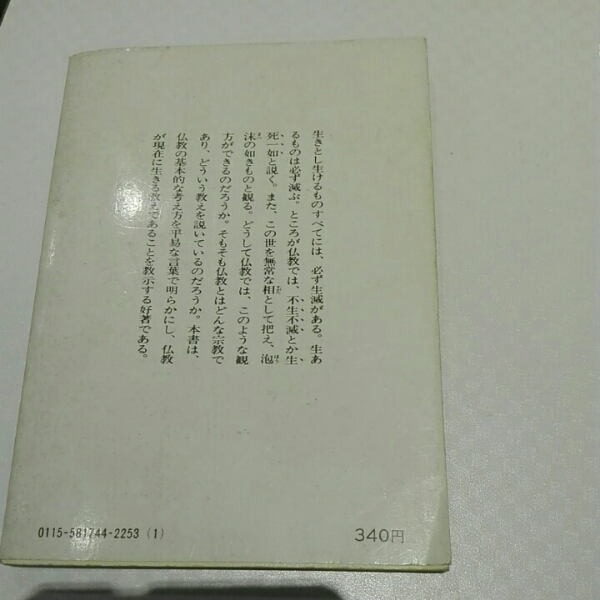 生きとし生けるものすべてには、必ず生滅がある。生あ
るものは必ず滅ぶ。ところが仏教では、不生不滅とか生
死一如と説く。また、この世を無常な相として把え、泡
沫の如きものと観る。どうして仏教では、このような観
方ができるのだろうか。そもそも仏教とはどんな宗教で
あり、どういう教えを説いているのだろうか。本書は、
仏教の基本的な考え方を平易な言葉で明らかにし、仏教
が現在に生きる教えであることを教示する好著である。
0115-581744-2253 (1)
340円